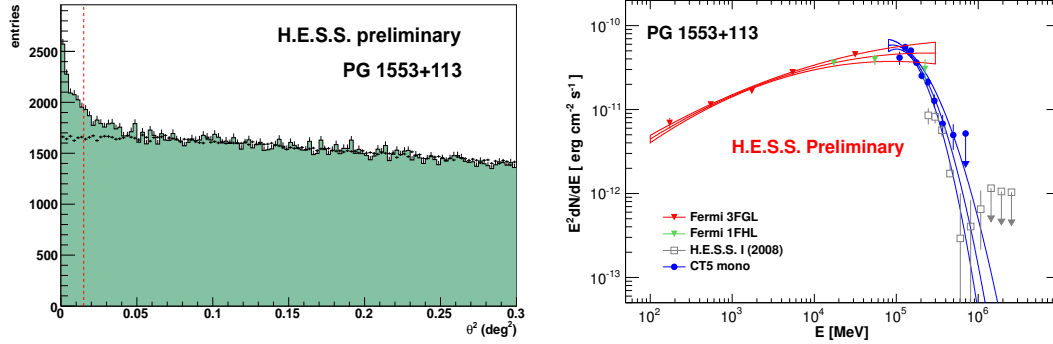 entries
2500
2000
1500
1000
500
0
H.E.S.S. preliminary
PG 1553+113
0 0.05 0.1 0.15 0.2 0.25 0.3
θ² (deg²)
E² dN/dE [ erg cm⁻² s⁻¹ ]
10⁻¹⁰
10⁻¹¹
10⁻¹²
10⁻¹³
PG 1553+113
H.E.S.S. Preliminary
Fermi 3FGL
Fermi 1FHL
H.E.S.S. I (2008)
CT5 mono
10² 10³ 10⁴ 10⁵ 10⁶
E [MeV]